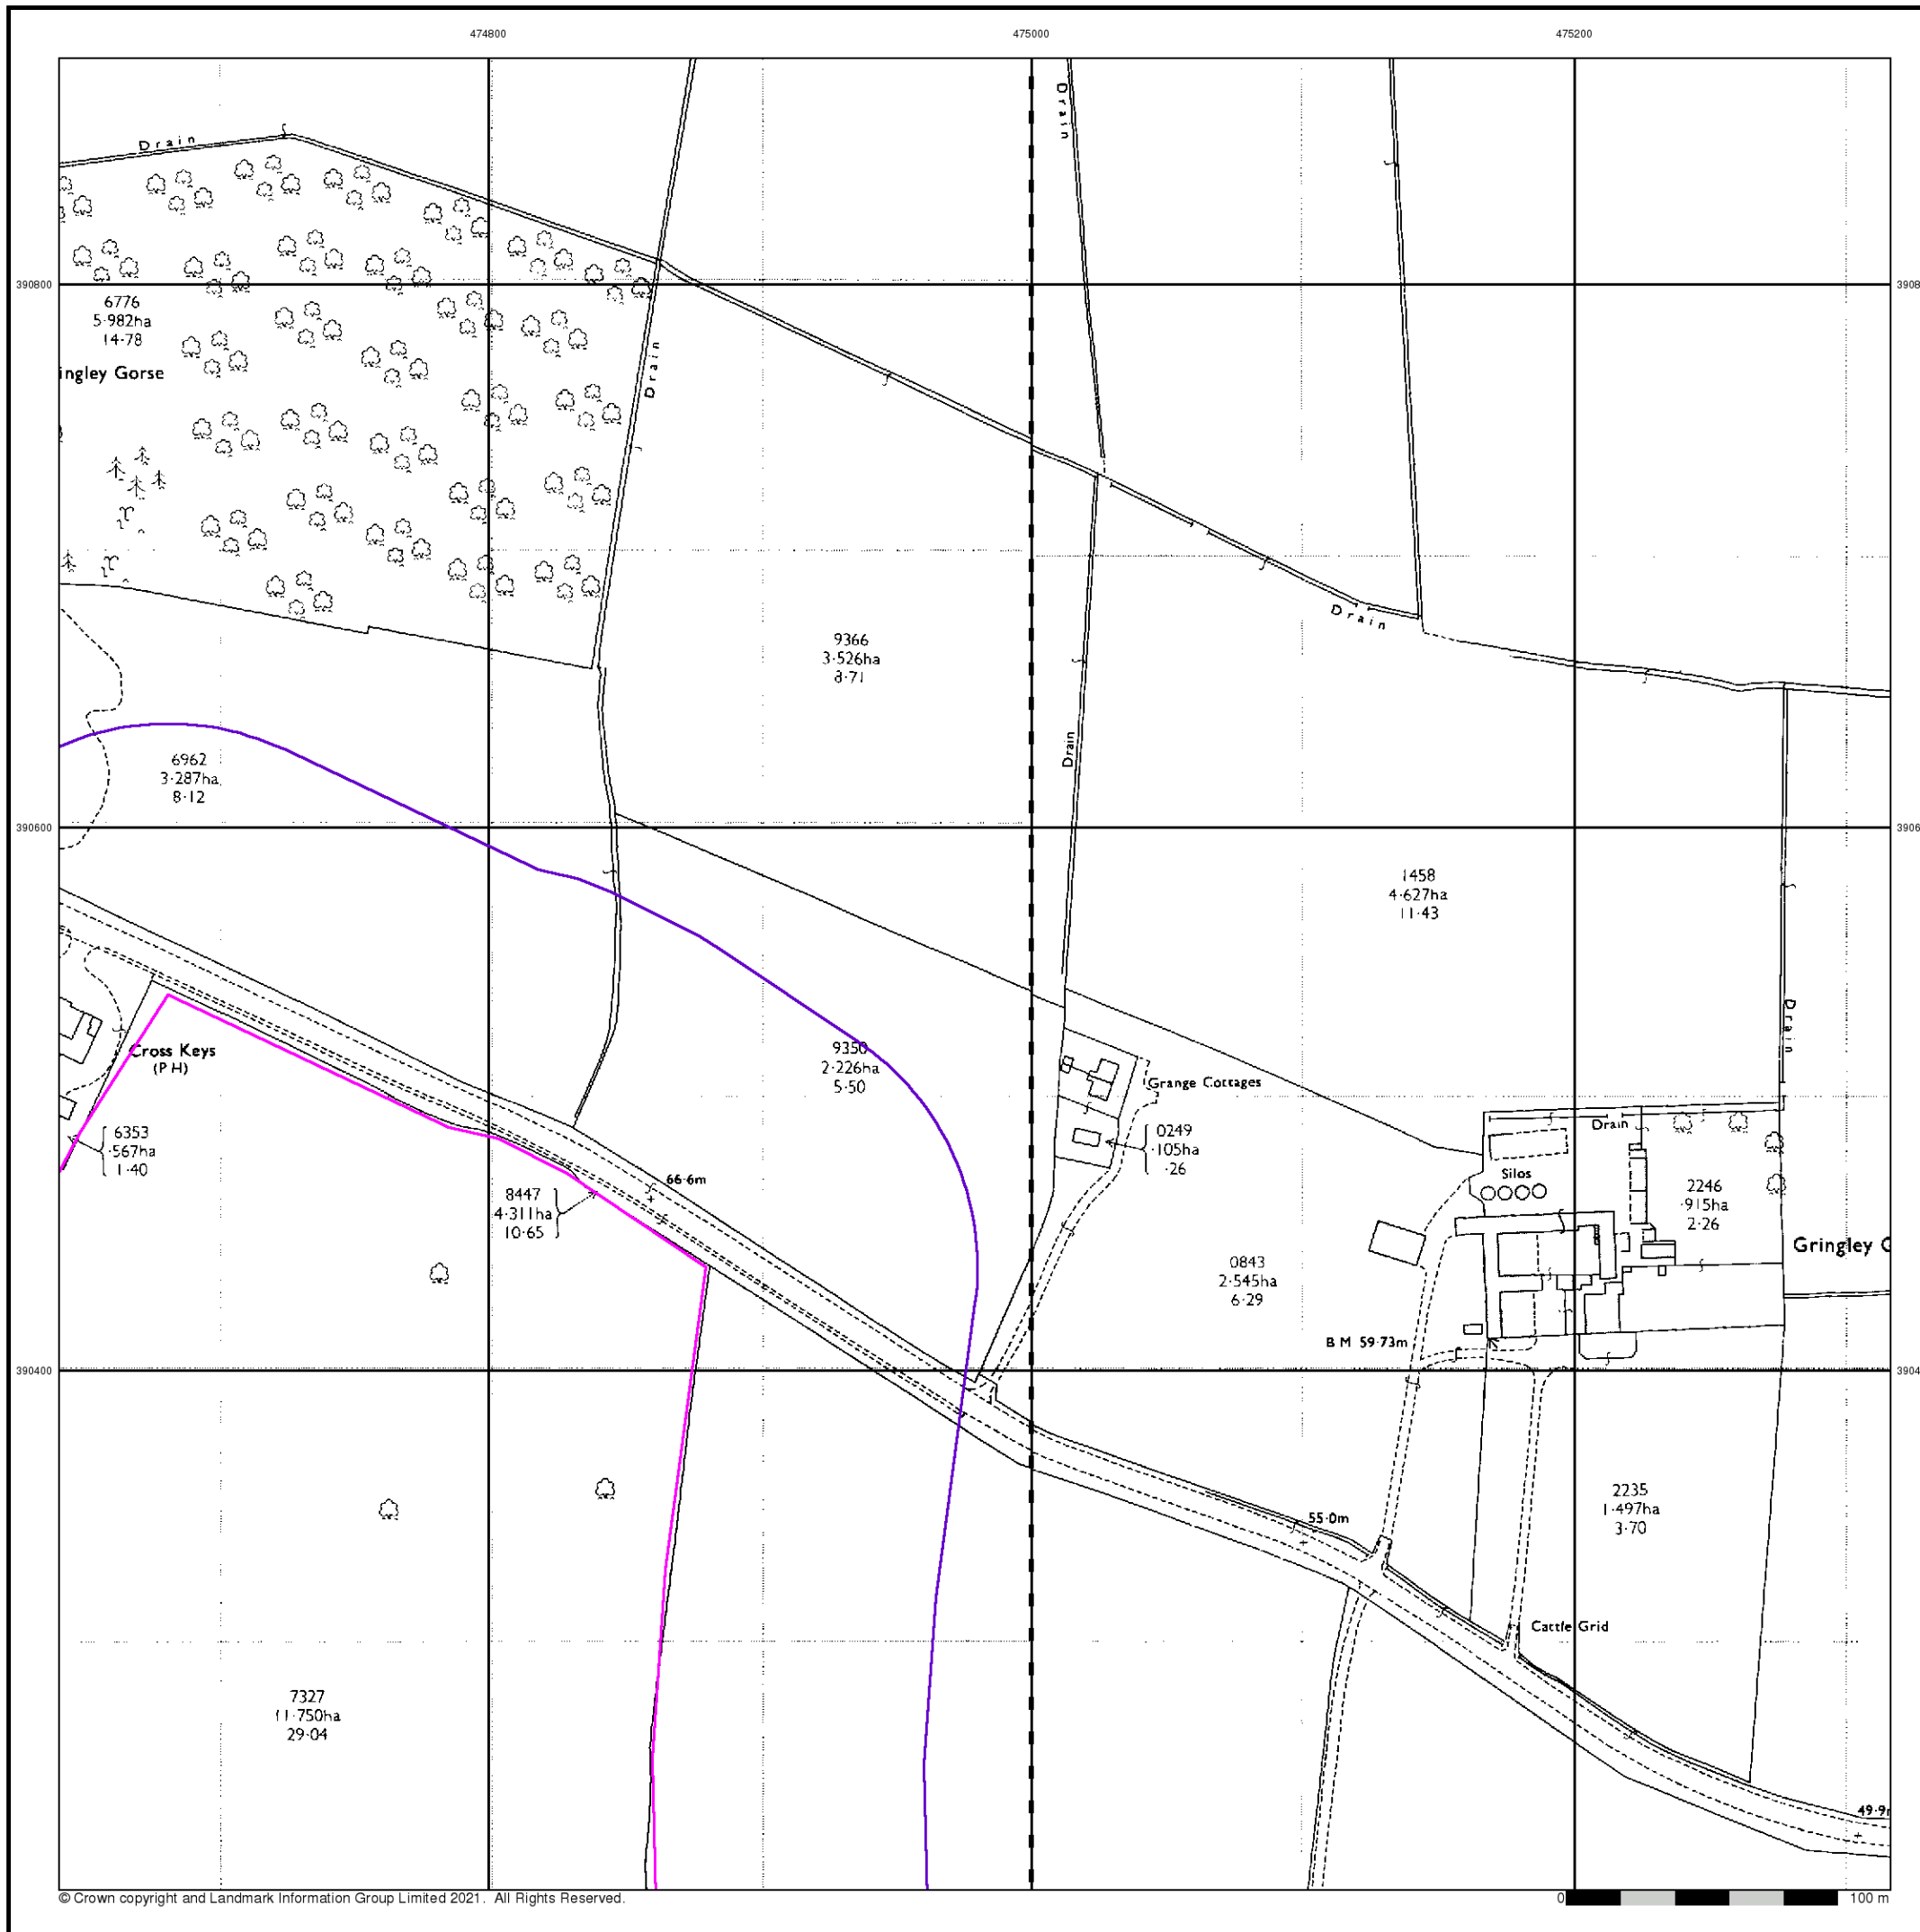 474800
475000
475200
Drain
Drain
390800
3908
6776
5·982ha
14·78
ingley Gorse
Drain
Drain
9366
3·526ha
8·71
Drain
6962
3·287ha
8·12
390600
3906
1458
4·627ha
11·43
Drain
Cross Keys
(P H)
9350
2·226ha
5·50
Grange Cottages
Drain
6353
·567ha
1·40
0249
·105ha
·26
Silos
66·6m
8447
4·311ha
10·65
2246
·915ha
2·26
Gringley G
0843
2·545ha
6·29
B M 59·73m
390400
3904
2235
1·497ha
3·70
55·0m
Cattle Grid
7327
11·750ha
29·04
49·9
© Crown copyright and Landmark Information Group Limited 2021. All Rights Reserved.
0
100 m